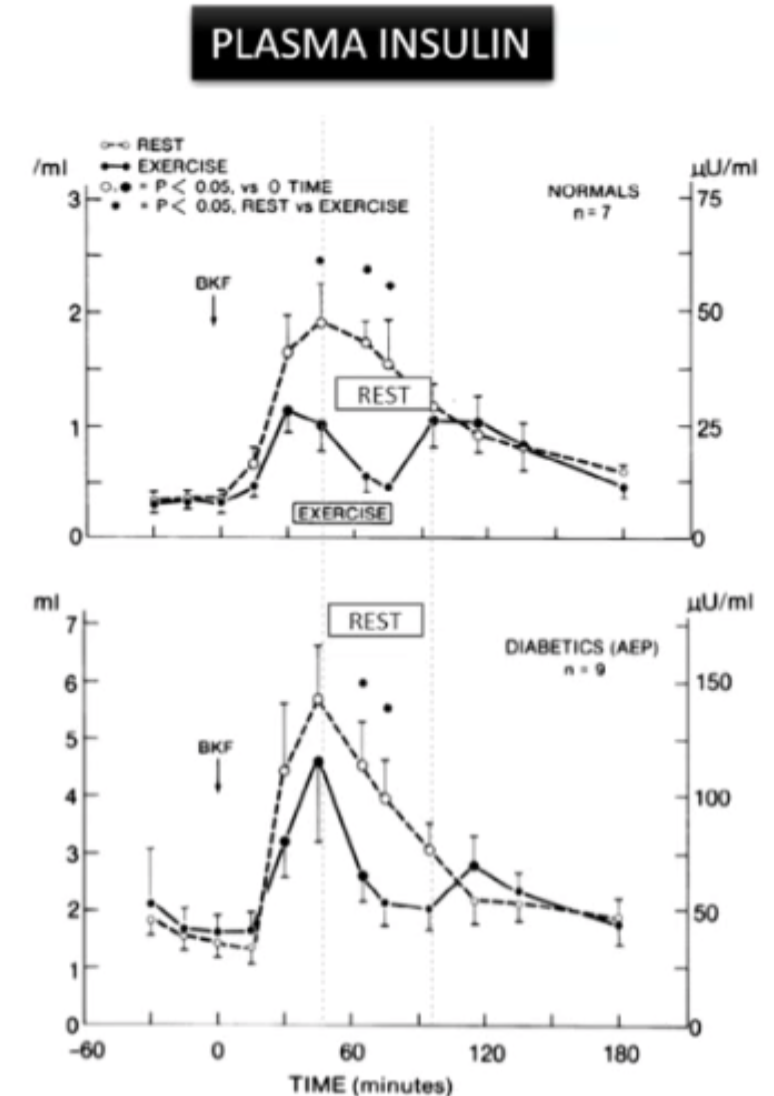 PLASMA INSULIN
REST
EXERCISE
= P < 0.05, vs 0 TIME
= P < 0.05, REST vs EXERCISE
/ml
μU/ml
NORMALS
n = 7
3
75
BKF
2
50
REST
1
25
EXERCISE
0
0
ml
μU/ml
REST
7
DIABETICS (AEP)
n = 9
6
150
5
BKF
4
100
3
2
50
1
0
0
-60 0 60 120 180
TIME (minutes)